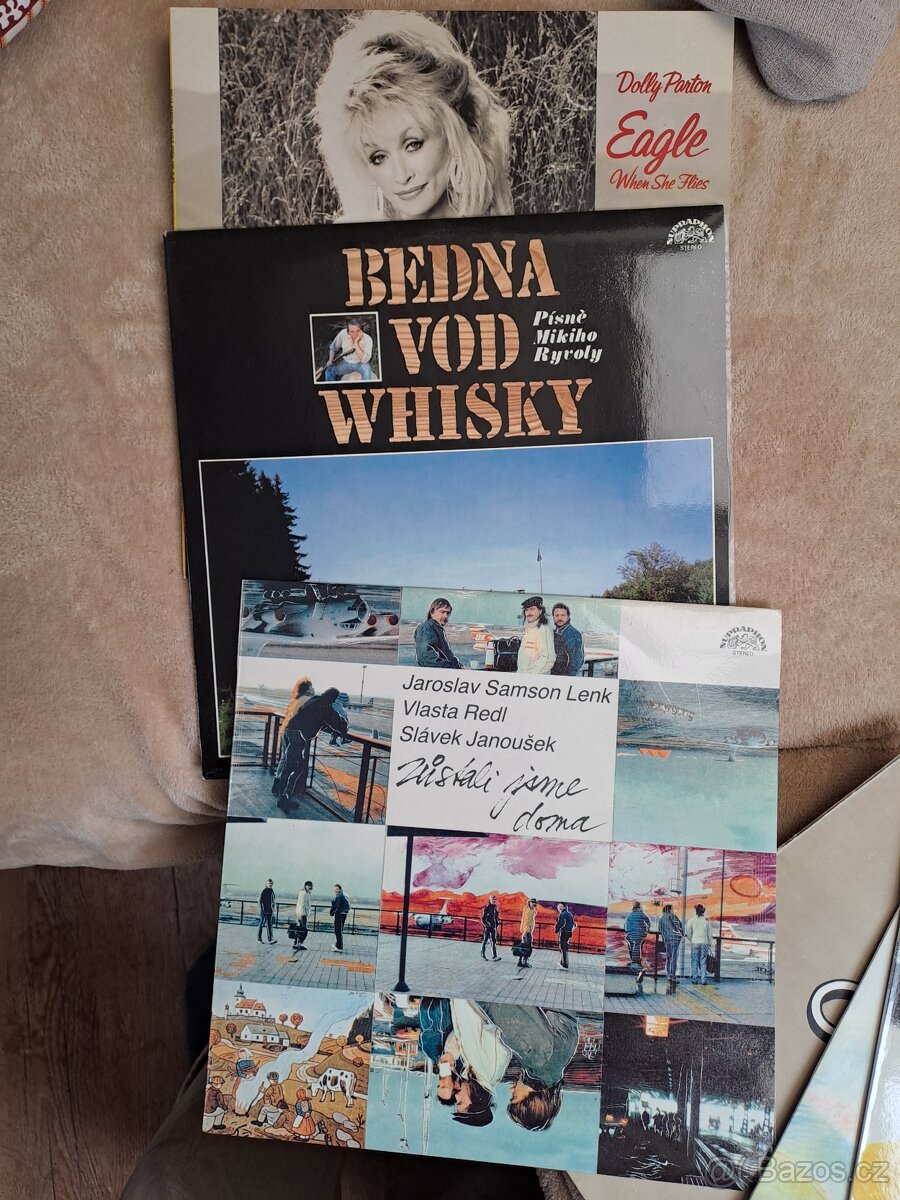 Dolly Parton
Eagle
When She Flies
SUPRAPHON
STEREO
BEDNA
VOD
WHISKY
Písně
Mikiho
Ryvoly
SUPRAPHON
STEREO
Jaroslav Samson Lenk
Vlasta Redl
Slávek Janoušek
zůstali jsme
doma
Bazos.cz